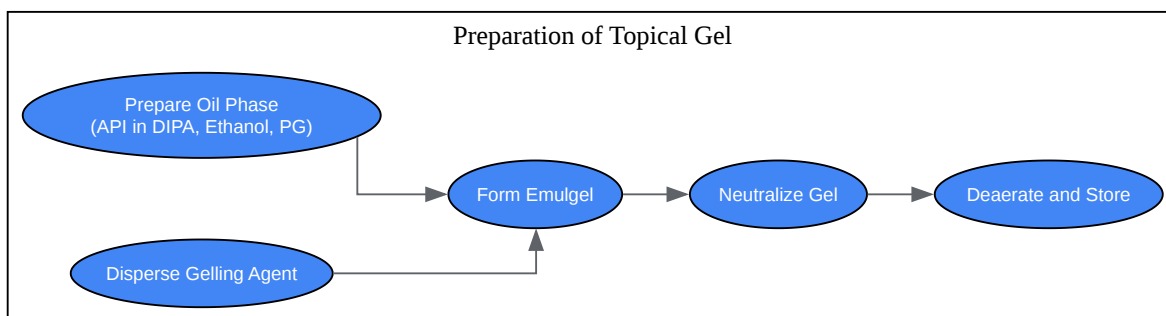 Preparation of Topical Gel
Prepare Oil Phase
(API in DIPA, Ethanol, PG)
Form Emulgel
Neutralize Gel
Deaerate and Store
Disperse Gelling Agent